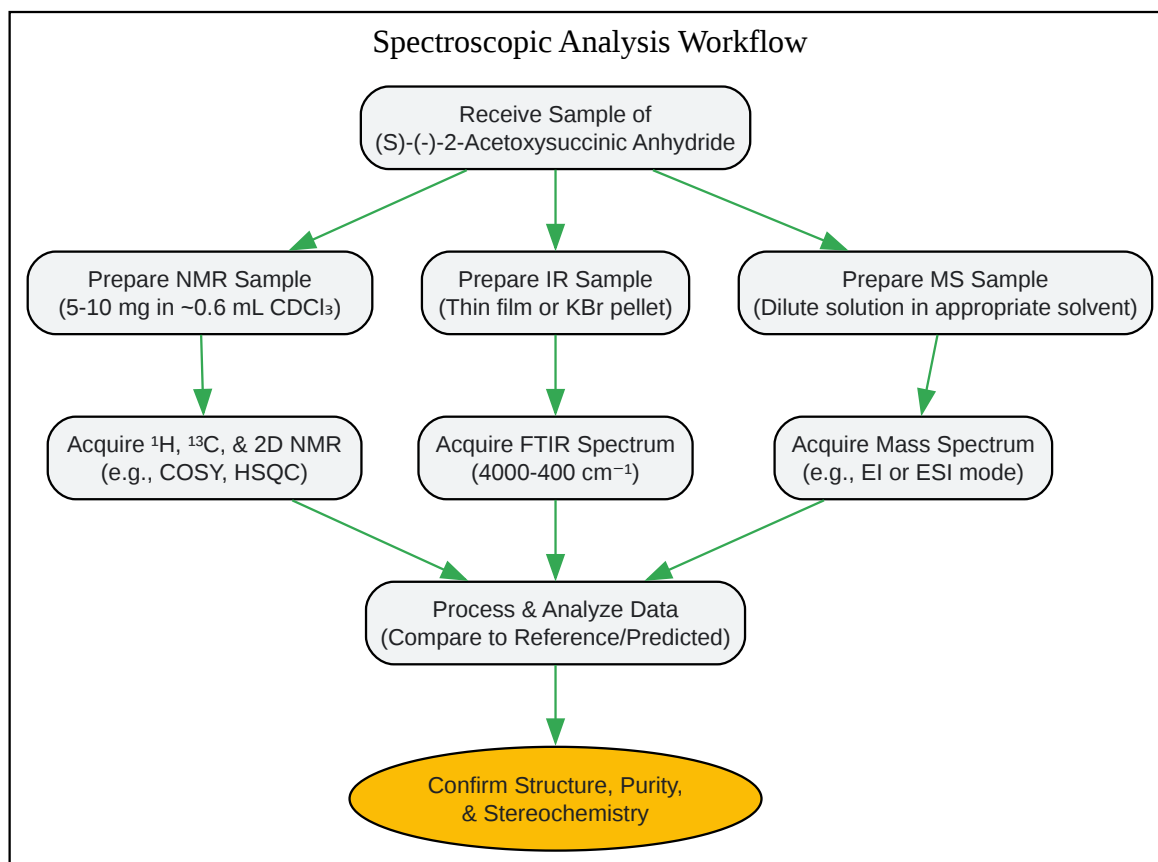 Spectroscopic Analysis Workflow
Receive Sample of
(S)-(-)-2-Acetoxysuccinic Anhydride
Prepare NMR Sample
(5-10 mg in ~0.6 mL CDCl₃)
Prepare IR Sample
(Thin film or KBr pellet)
Prepare MS Sample
(Dilute solution in appropriate solvent)
Acquire ¹H, ¹³C, & 2D NMR
(e.g., COSY, HSQC)
Acquire FTIR Spectrum
(4000-400 cm⁻¹)
Acquire Mass Spectrum
(e.g., EI or ESI mode)
Process & Analyze Data
(Compare to Reference/Predicted)
Confirm Structure, Purity,
& Stereochemistry